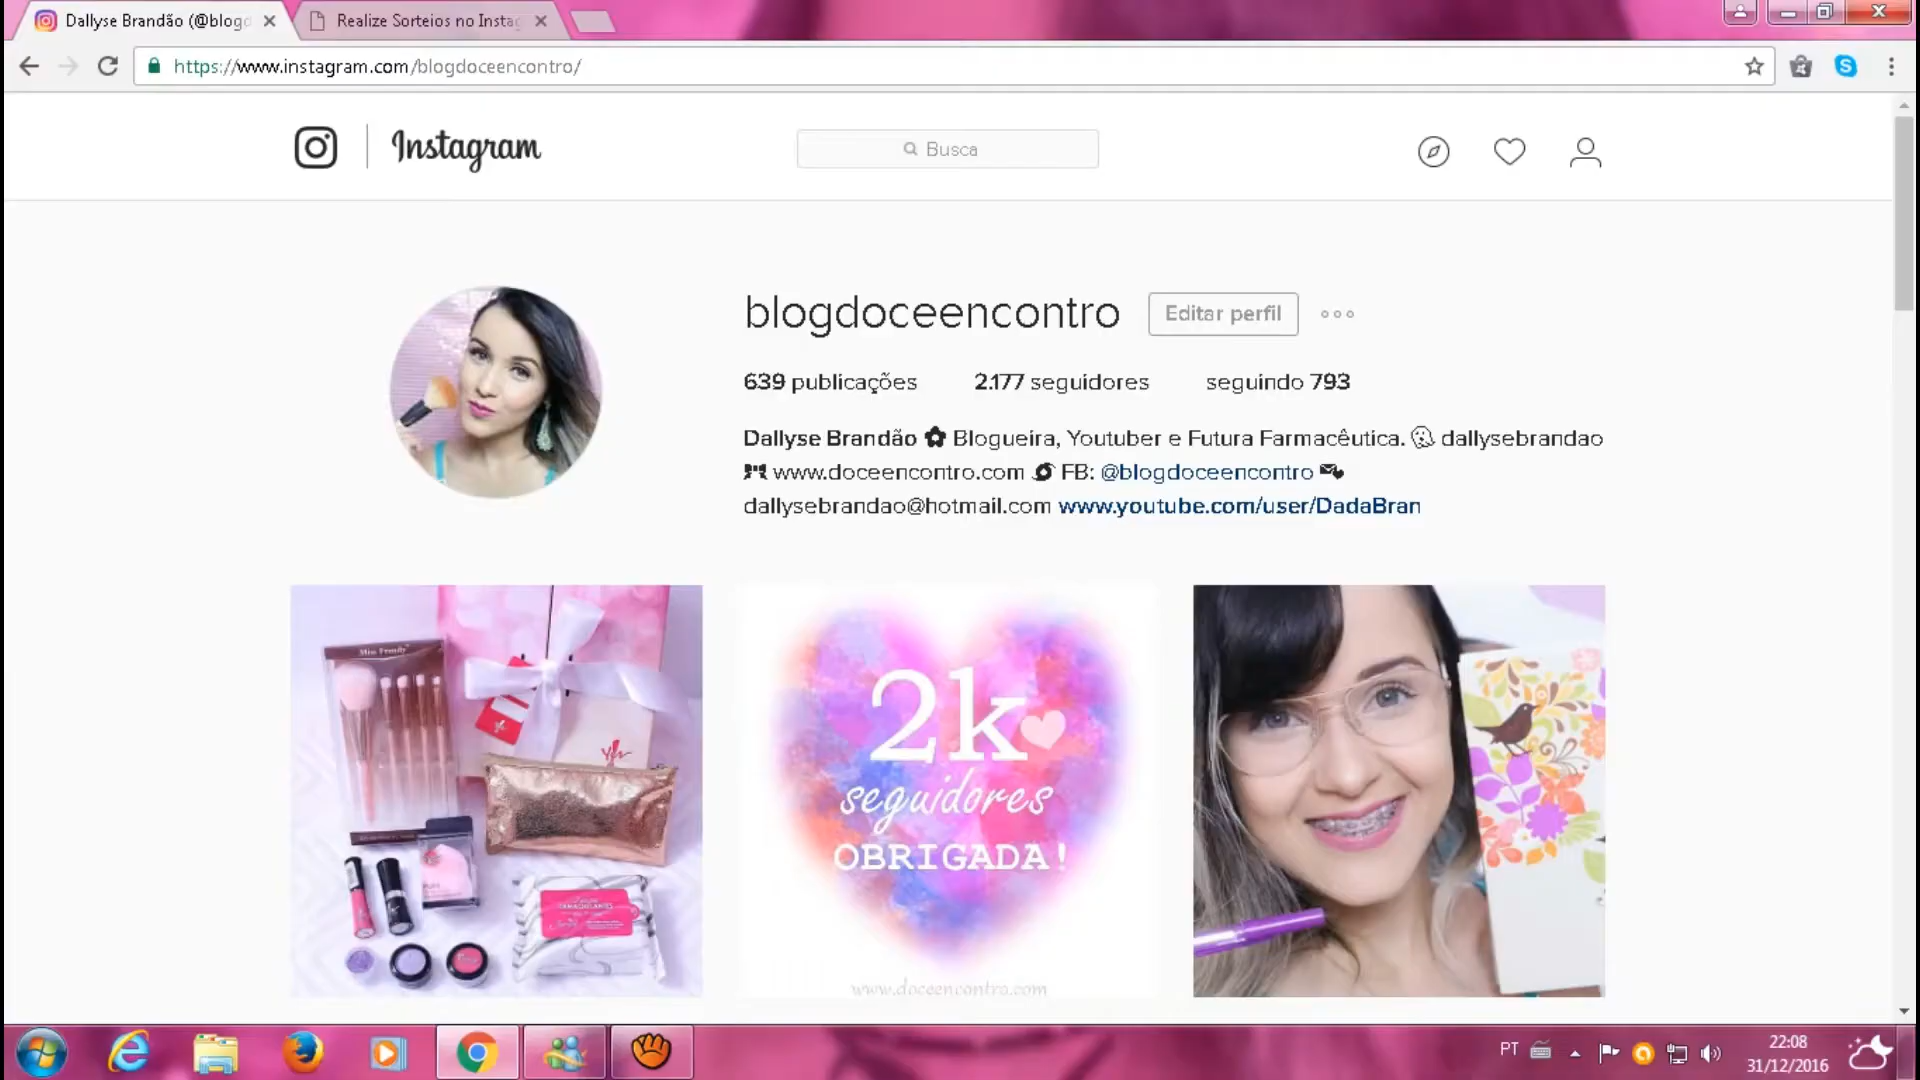 Dallyse Brandão (@blogd
Realize Sorteios no Insta
https://www.instagram.com/blogdoceencontro/
Instagram
Busca
blogdoceencontro
Editar perfil
639 publicações
2.177 seguidores
seguindo 793
Dallyse Brandão ✿ Blogueira, Youtuber e Futura Farmacêutica. dallysebrandao
www.doceencontro.com FB: @blogdoceencontro
dallysebrandao@hotmail.com www.youtube.com/user/DadaBran
2k
seguidores
OBRIGADA!
www.doceencontro.com
PT
22:08
31/12/2016